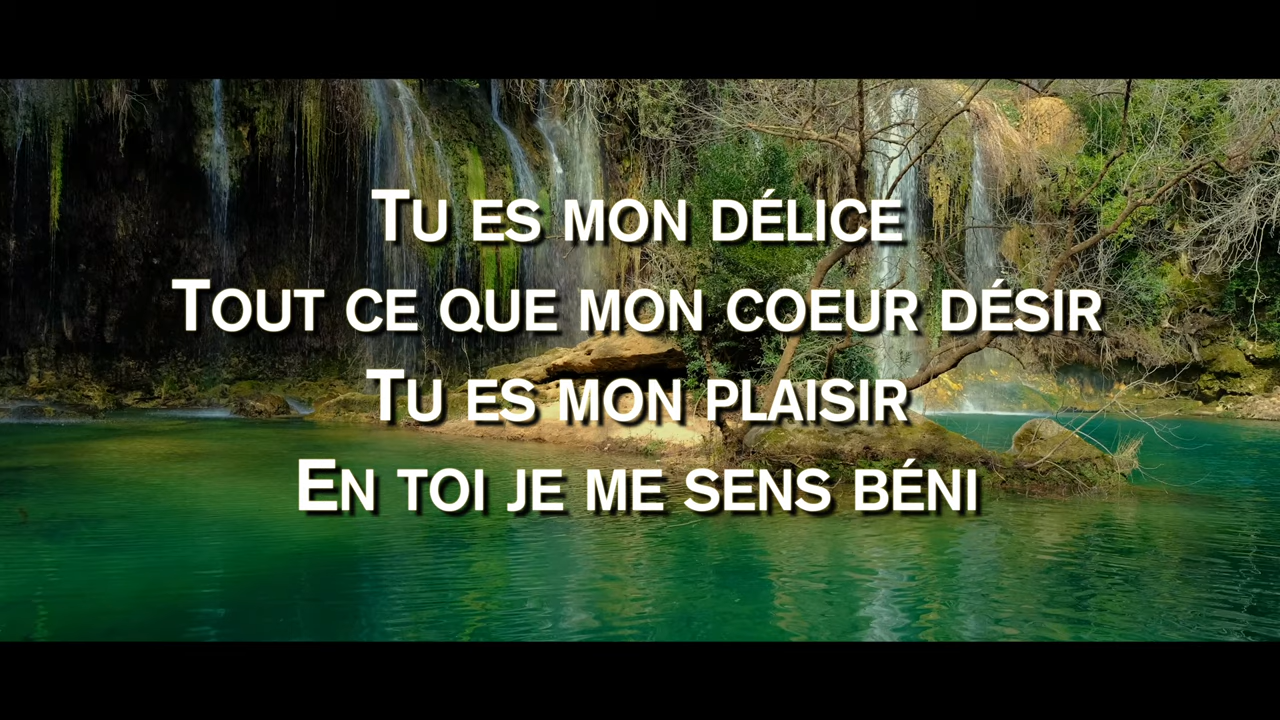 Tu es mon délice
Tout ce que mon coeur désir
Tu es mon plaisir
En toi je me sens béni